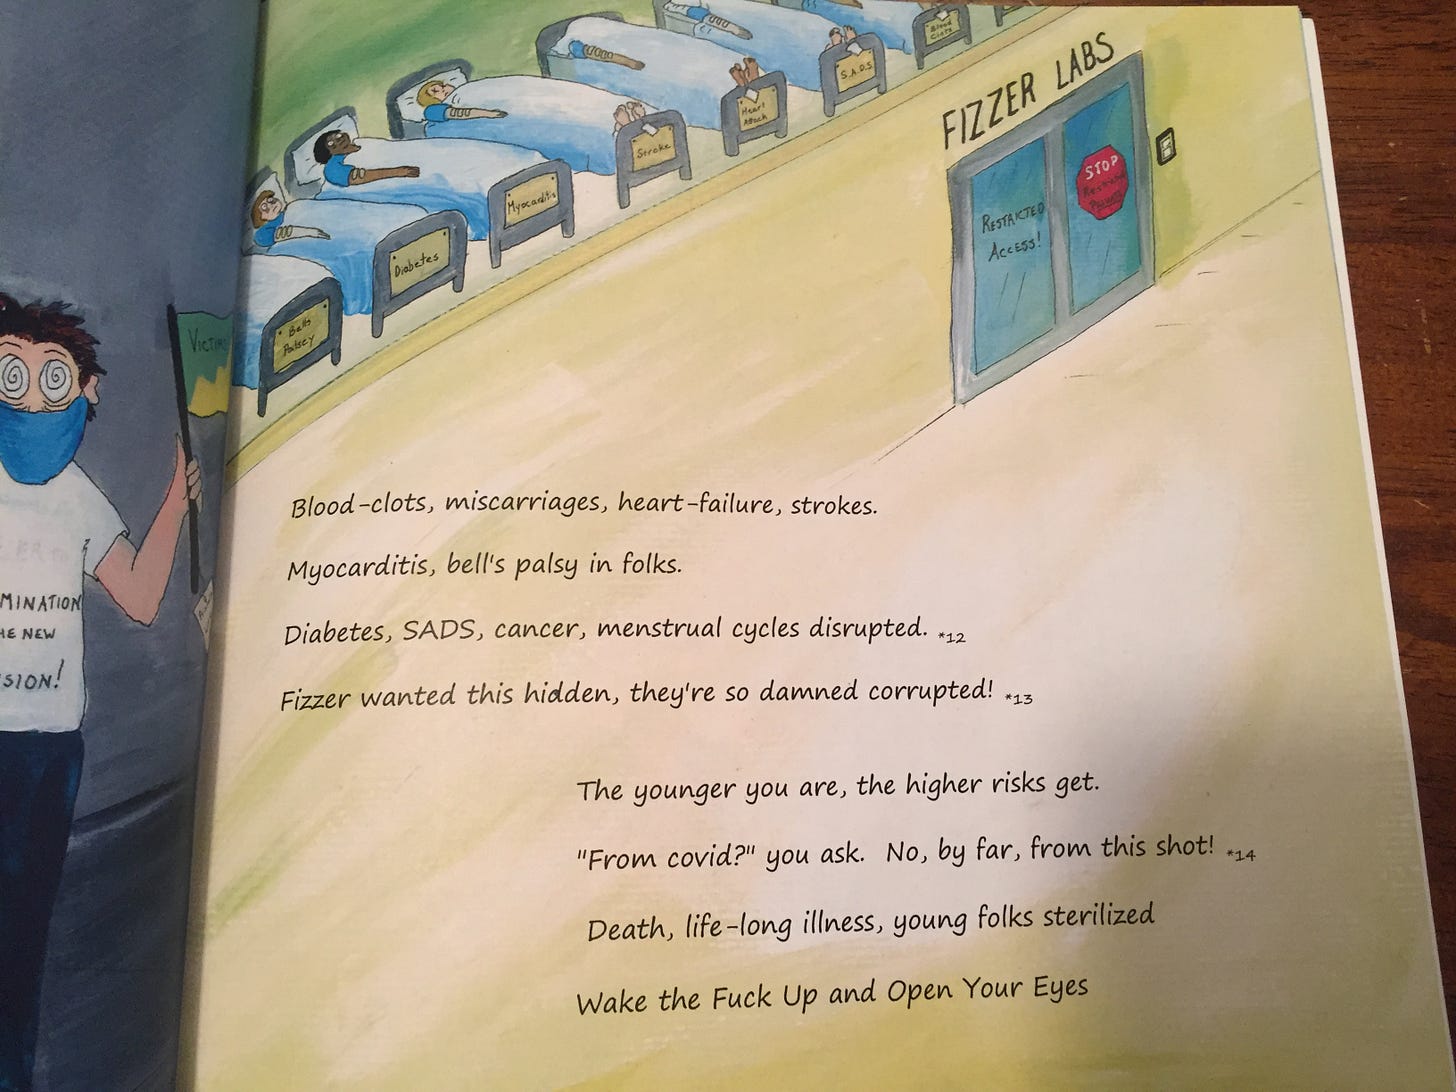 Blood Clots
S.A.D.S
Heart Attack
Stroke
Myocarditis
Diabetes
Bells Palsey
FIZZER LABS
STOP
RESTRICTED
ACCESS!
MINATION
HE NEW
SION!
Blood-clots, miscarriages, heart-failure, strokes.
Myocarditis, bell's palsy in folks.
Diabetes, SADS, cancer, menstrual cycles disrupted. *12
Fizzer wanted this hidden, they're so damned corrupted! *13
The younger you are, the higher risks get.
"From covid?" you ask. No, by far, from this shot! *14
Death, life-long illness, young folks sterilized
Wake the Fuck Up and Open Your Eyes